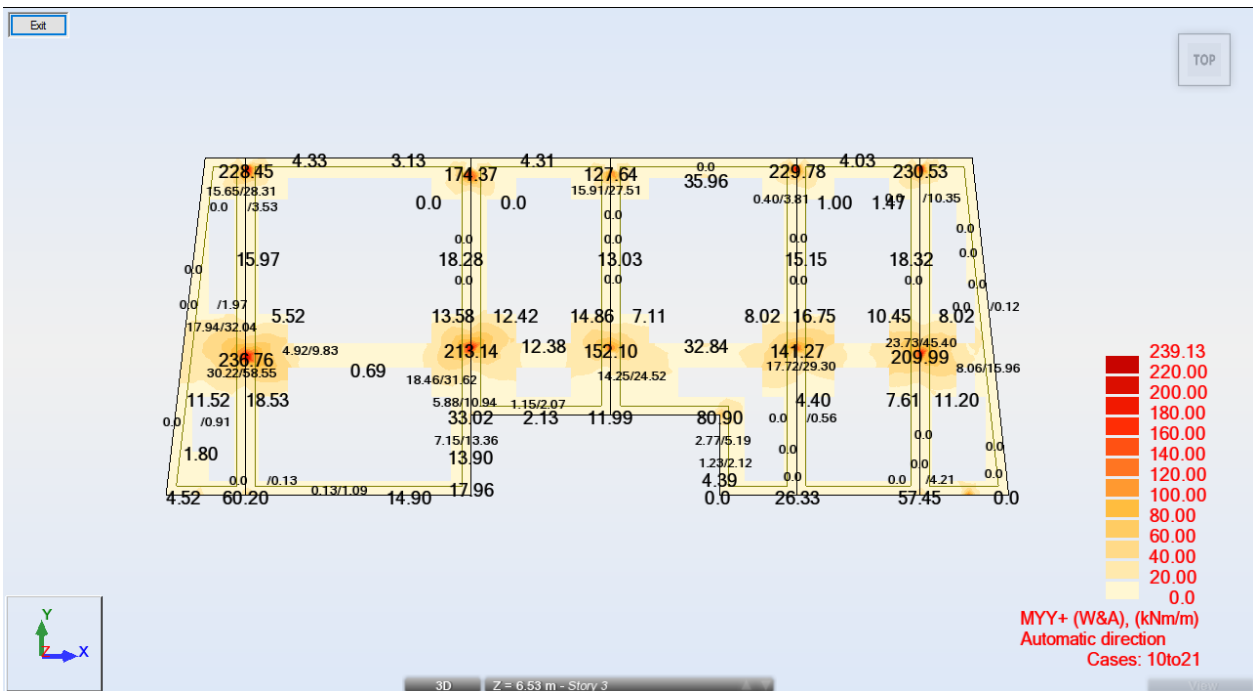 Exit
TOP
4.33 3.13 4.31 0.0 4.03
228.45 174.37 127.64 35.96 229.78 230.53
15.65/28.31 15.91/27.51 0.40/3.81 /10.35
0.0 /3.53 0.0 0.0 1.00 1.47
0.0
0.0 0.0 0.0 0.0
0.0
15.97 18.28 13.03 15.15 18.32
0.0 0.0 0.0 0.0 0.0
0.0
0.0 /1.97 0.0 /0.12
5.52 13.58 12.42 14.86 7.11 8.02 16.75 10.45 8.02
17.94/32.04
23.73/45.40
4.92/9.83 213.14 12.38 152.10 32.84 141.27
236.76 209.99
30.22/58.55 0.69 17.72/29.30 8.06/15.96
18.46/31.62 14.25/24.52
11.52 18.53 5.88/10.94 1.15/2.07 4.40 7.61 11.20
0.0 /0.91 33.02 2.13 11.99 80.90 0.0 /0.56
7.15/13.36 2.77/5.19 0.0
1.80 13.90 0.0 0.0
1.23/2.12 0.0
0.0 /0.13 4.39 0.0 0.0 /4.21 0.0
0.13/1.09 17.96
4.52 60.20 14.90 0.0 26.33 57.45 0.0
239.13
220.00
200.00
180.00
160.00
140.00
120.00
100.00
80.00
60.00
40.00
20.00
0.0
MYY+ (W&A), (kNm/m)
Automatic direction
Cases: 10to21
Y
Z X
3D Z = 6.53 m - Story 3 View